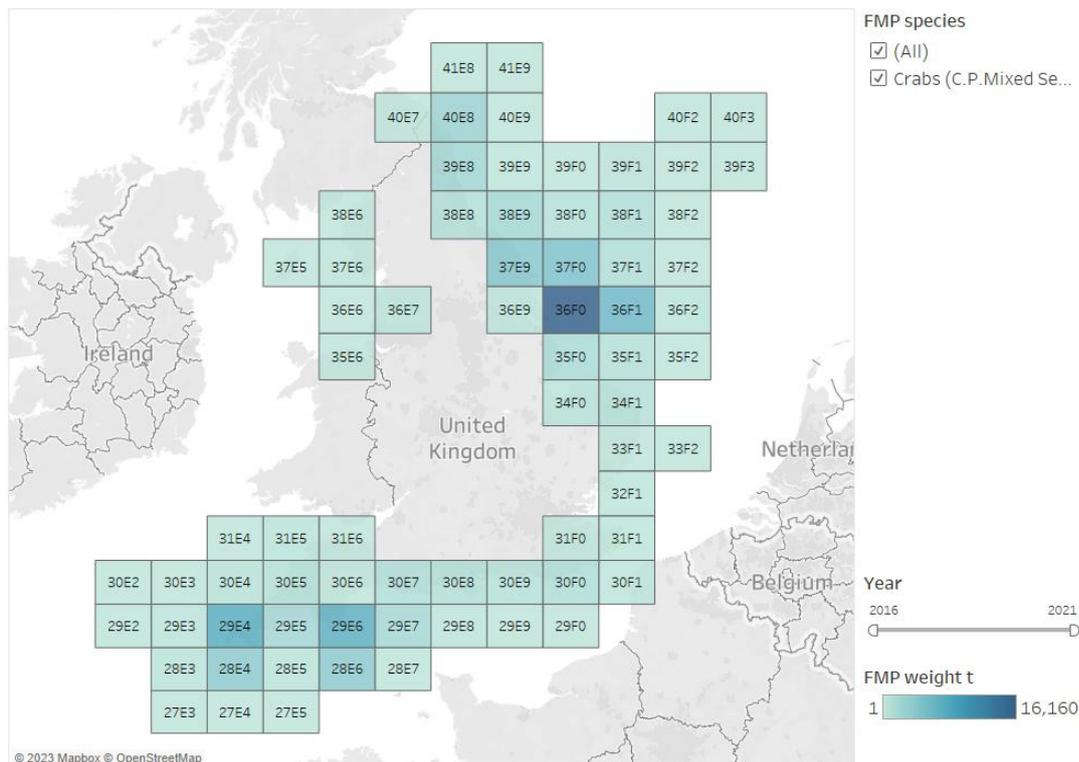 FMP species
(All)
Crabs (C.P.Mixed Se...
41E8 41E9
40E7 40E8 40E9 40F2 40F3
39E8 39E9 39F0 39F1 39F2 39F3
38E6 38E8 38E9 38F0 38F1 38F2
37E5 37E6 37E9 37F0 37F1 37F2
36E6 36E7 36E9 36F0 36F1 36F2
Ireland
35E6 35F0 35F1 35F2
34F0 34F1
United
Kingdom
33F1 33F2
Netherla
32F1
31E4 31E5 31E6 31F0 31F1
30E2 30E3 30E4 30E5 30E6 30E7 30E8 30E9 30F0 30F1
Belgium
29E2 29E3 29E4 29E5 29E6 29E7 29E8 29E9 29F0
28E3 28E4 28E5 28E6 28E7
27E3 27E4 27E5
Year
2016 2021
FMP weight t
1 16,160
© 2023 Mapbox © OpenStreetMap